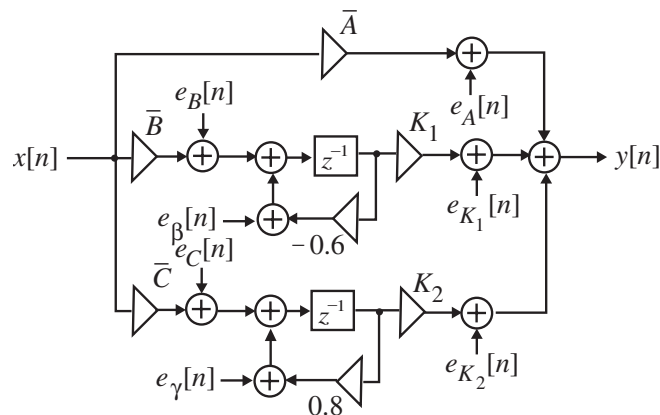 A̅
e_A[n]
e_B[n]
B̅
K_1
x[n]
z^{-1}
y[n]
e_{K_1}[n]
e_β[n]
-0.6
e_C[n]
C̅
K_2
z^{-1}
e_{K_2}[n]
e_γ[n]
0.8